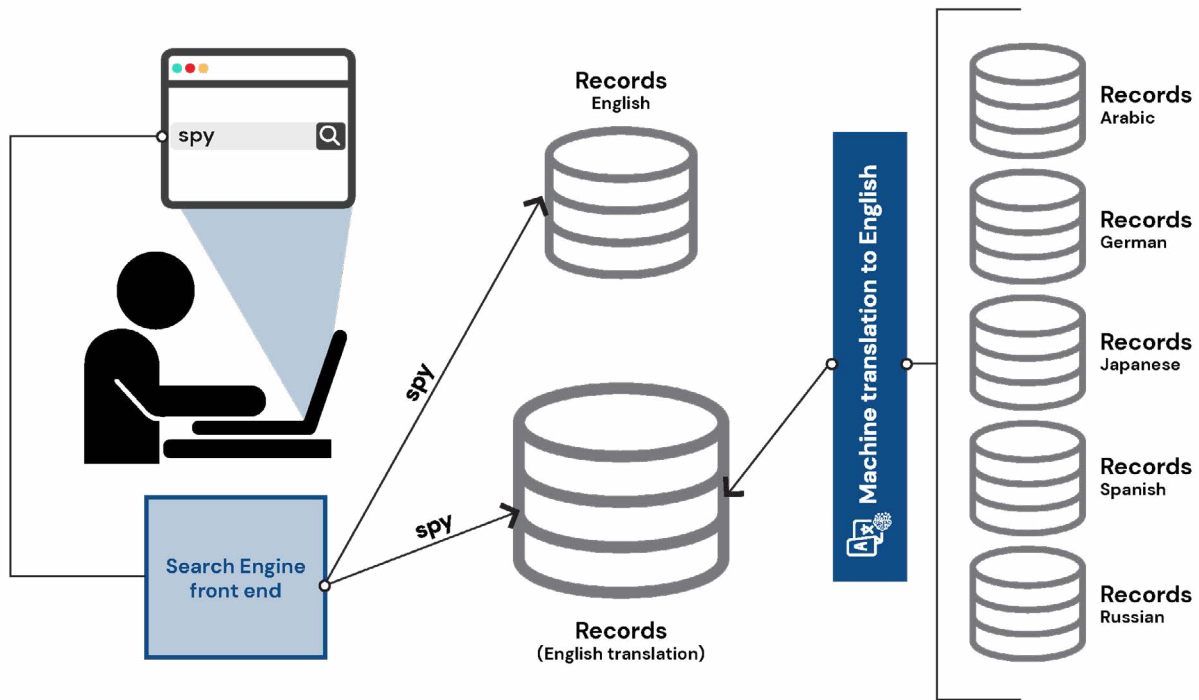 spy
Search Engine
front end
spy
spy
Records
English
Records
(English translation)
Machine translation to English
Records
Arabic
Records
German
Records
Japanese
Records
Spanish
Records
Russian